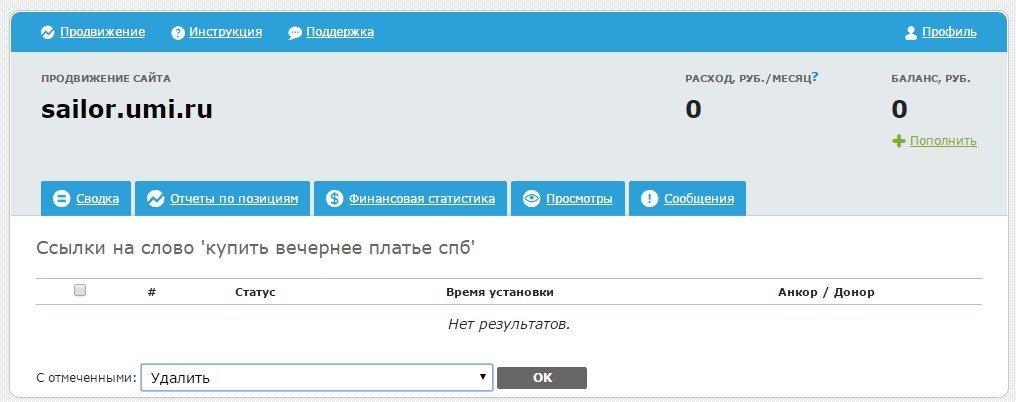 Продвижение Инструкция Поддержка Профиль
ПРОДВИЖЕНИЕ САЙТА РАСХОД, РУБ./МЕСЯЦ? БАЛАНС, РУБ.
sailor.umi.ru 0 0
Пополнить
Сводка Отчеты по позициям Финансовая статистика Просмотры Сообщения
Ссылки на слово 'купить вечернее платье спб'
# Статус Время установки Анкор / Донор
Нет результатов.
С отмеченными: Удалить OK